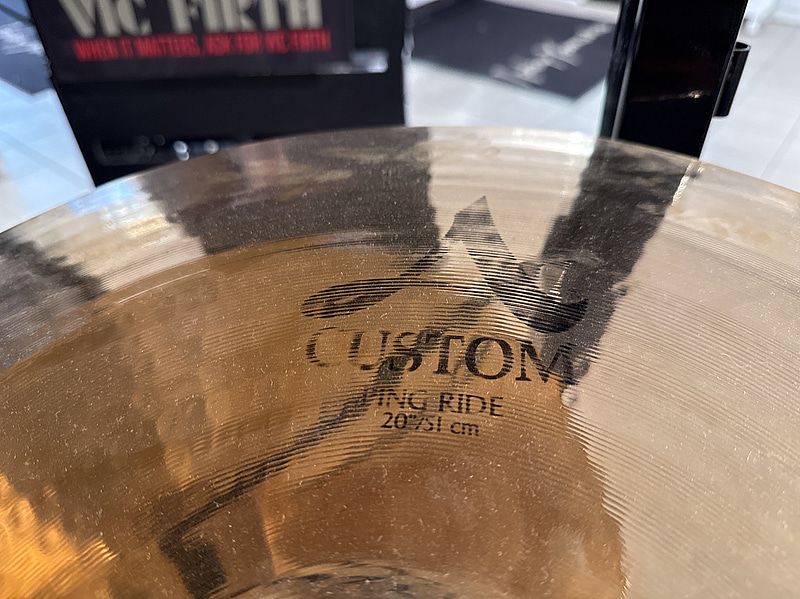 VIC FIRTH
WHEN IT MATTERS, ASK FOR VIC FIRTH
A
CUSTOM
PING RIDE
20"/51 cm